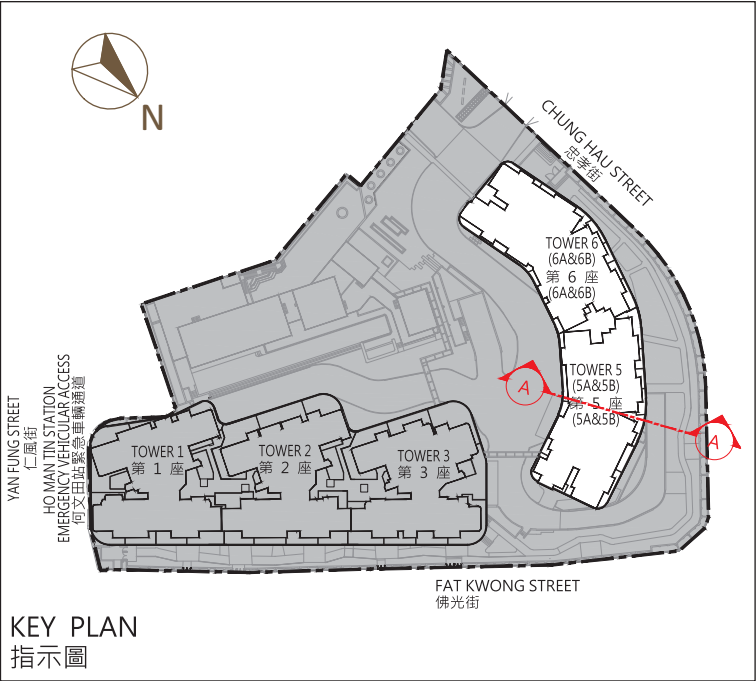 N
CHUNG HAU STREET
忠孝街
TOWER 6
(6A&6B)
第 6 座
(6A&6B)
TOWER 5
(5A&5B)
第 5 座
(5A&5B)
A
A
TOWER 1
第 1 座
TOWER 2
第 2 座
TOWER 3
第 3 座
YAN FUNG STREET
仁風街
HO MAN TIN STATION
EMERGENCY VEHICULAR ACCESS
何文田站緊急車輛通道
FAT KWONG STREET
佛光街
KEY PLAN
指示圖